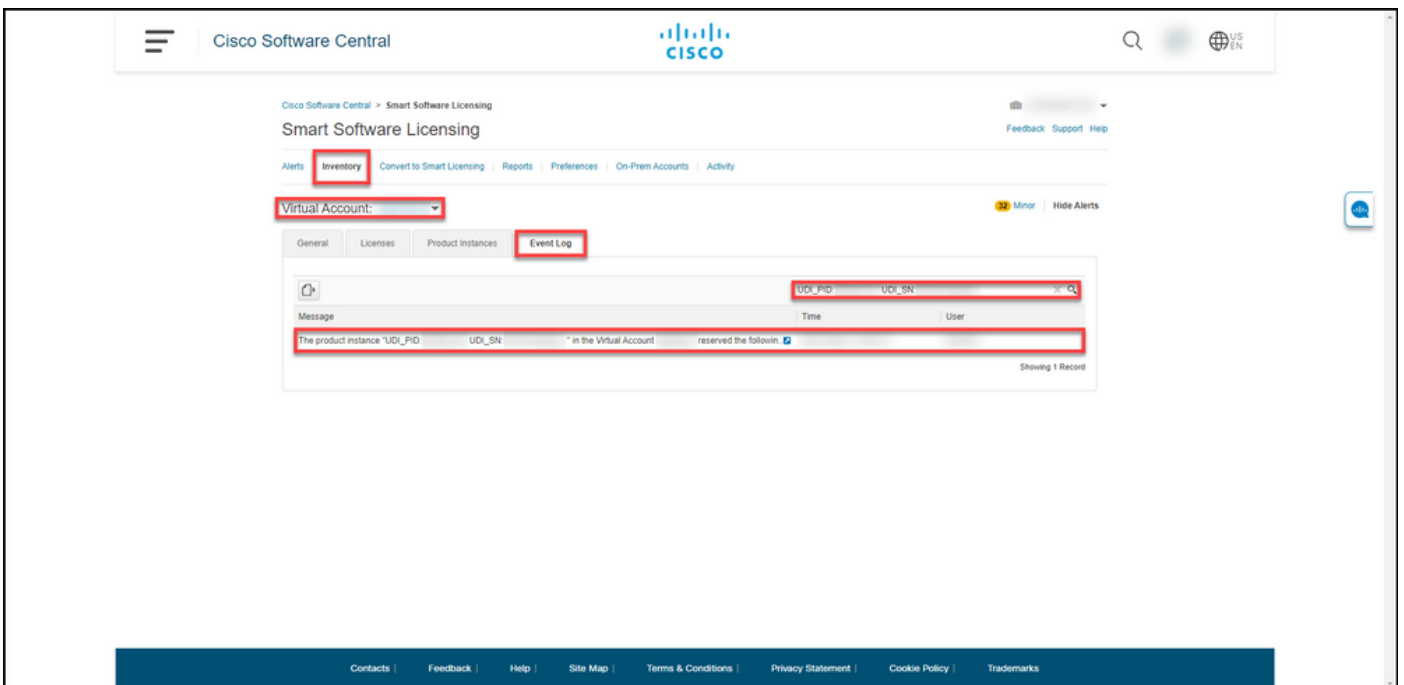 Cisco Software Central
CISCO
US
EN
Cisco Software Central > Smart Software Licensing
Smart Software Licensing
Feedback Support Help
Alerts Inventory Convert to Smart Licensing | Reports | Preferences | On-Prem Accounts | Activity
Virtual Account:
32 Minor | Hide Alerts
General Licenses Product Instances Event Log
UDI_PID: UDI_SN:
Message Time User
The product instance "UDI_PID: UDI_SN: " in the Virtual Account reserved the followin..
Showing 1 Record
Contacts | Feedback | Help | Site Map | Terms & Conditions | Privacy Statement | Cookie Policy | Trademarks